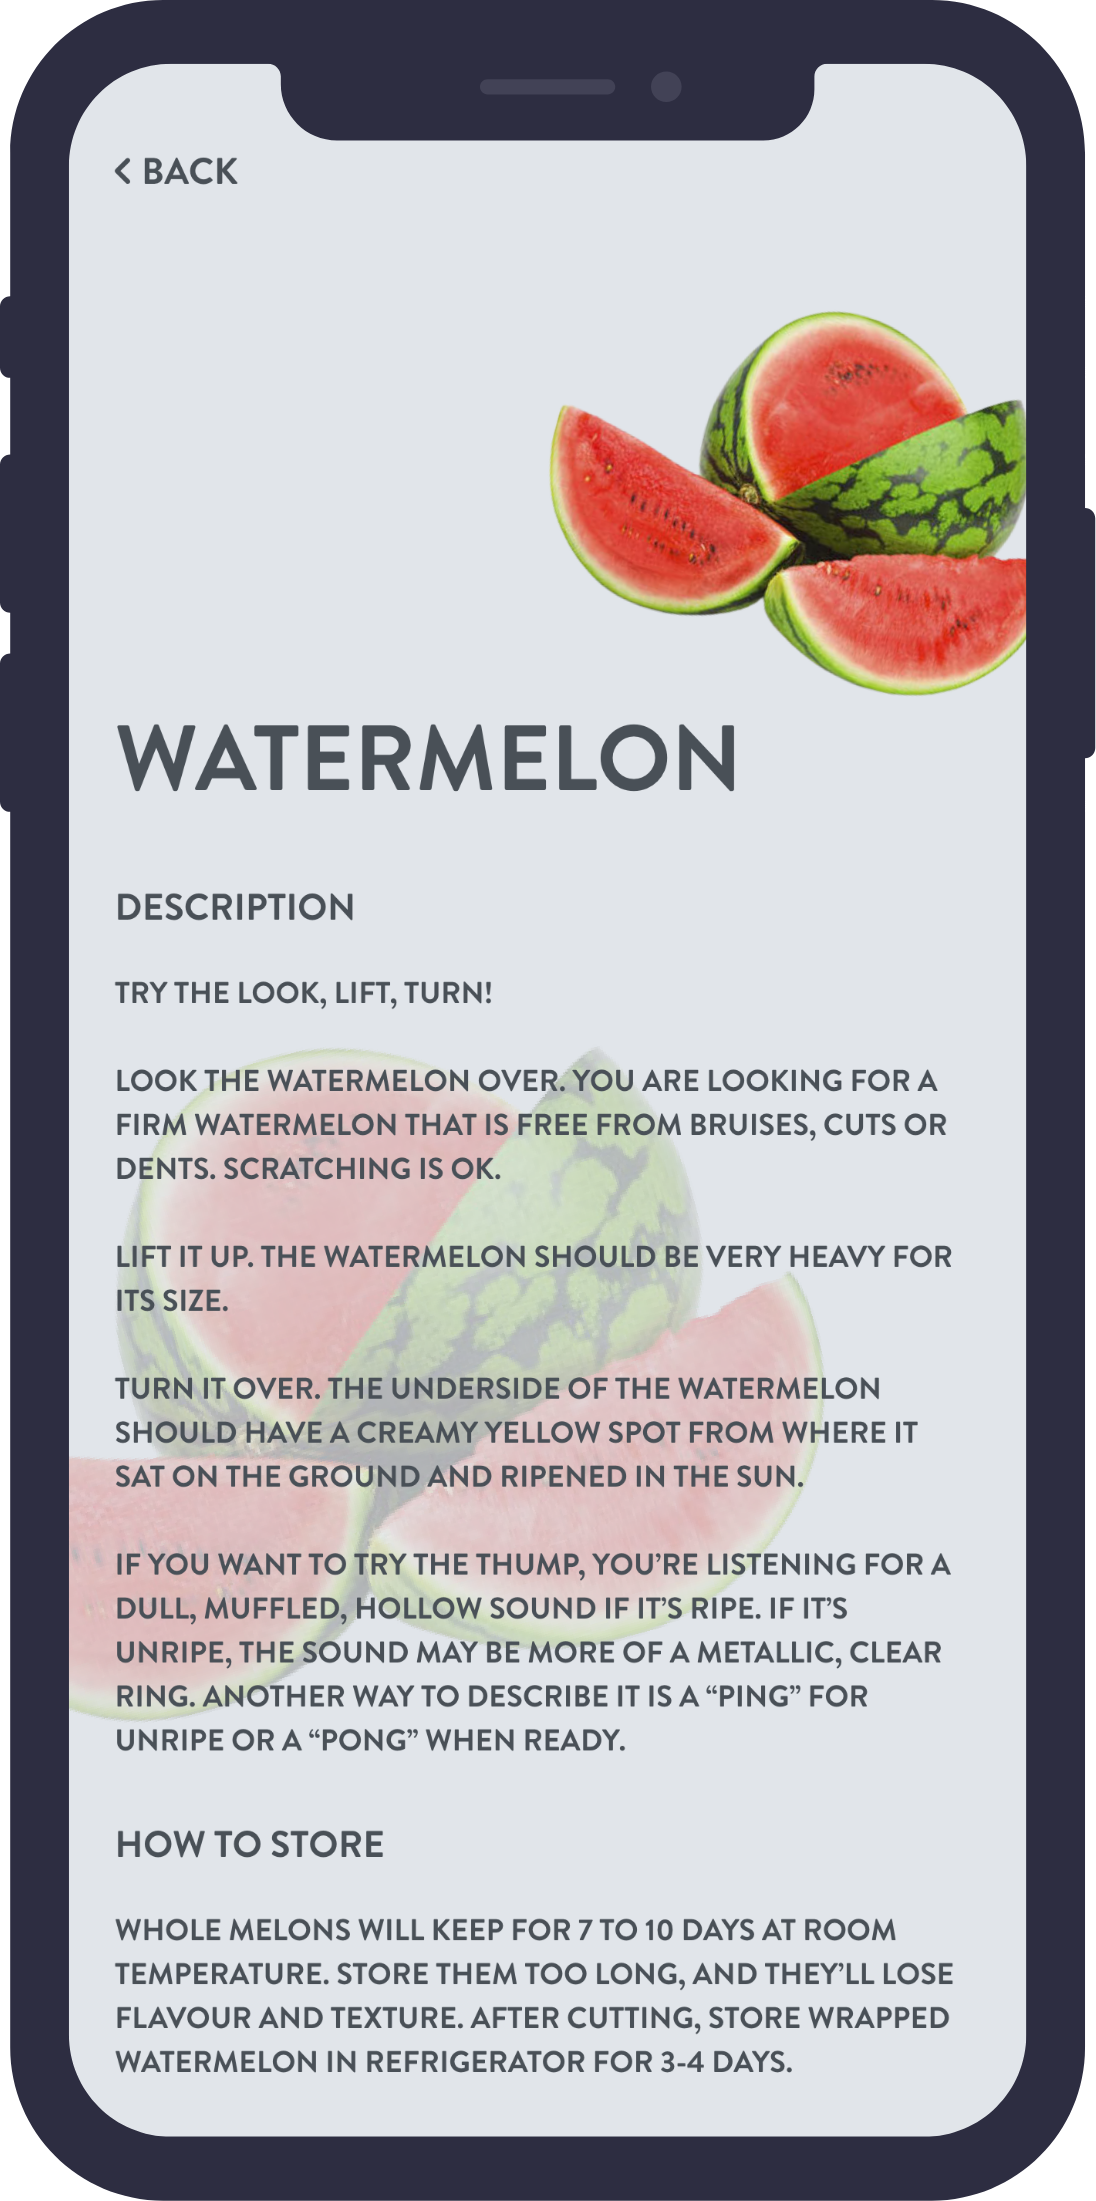 < BACK
WATERMELON
DESCRIPTION
TRY THE LOOK, LIFT, TURN!
LOOK THE WATERMELON OVER. YOU ARE LOOKING FOR A
FIRM WATERMELON THAT IS FREE FROM BRUISES, CUTS OR
DENTS. SCRATCHING IS OK.
LIFT IT UP. THE WATERMELON SHOULD BE VERY HEAVY FOR
ITS SIZE.
TURN IT OVER. THE UNDERSIDE OF THE WATERMELON
SHOULD HAVE A CREAMY YELLOW SPOT FROM WHERE IT
SAT ON THE GROUND AND RIPENED IN THE SUN.
IF YOU WANT TO TRY THE THUMP, YOU’RE LISTENING FOR A
DULL, MUFFLED, HOLLOW SOUND IF IT’S RIPE. IF IT’S
UNRIPE, THE SOUND MAY BE MORE OF A METALLIC, CLEAR
RING. ANOTHER WAY TO DESCRIBE IT IS A “PING” FOR
UNRIPE OR A “PONG” WHEN READY.
HOW TO STORE
WHOLE MELONS WILL KEEP FOR 7 TO 10 DAYS AT ROOM
TEMPERATURE. STORE THEM TOO LONG, AND THEY’LL LOSE
FLAVOUR AND TEXTURE. AFTER CUTTING, STORE WRAPPED
WATERMELON IN REFRIGERATOR FOR 3-4 DAYS.